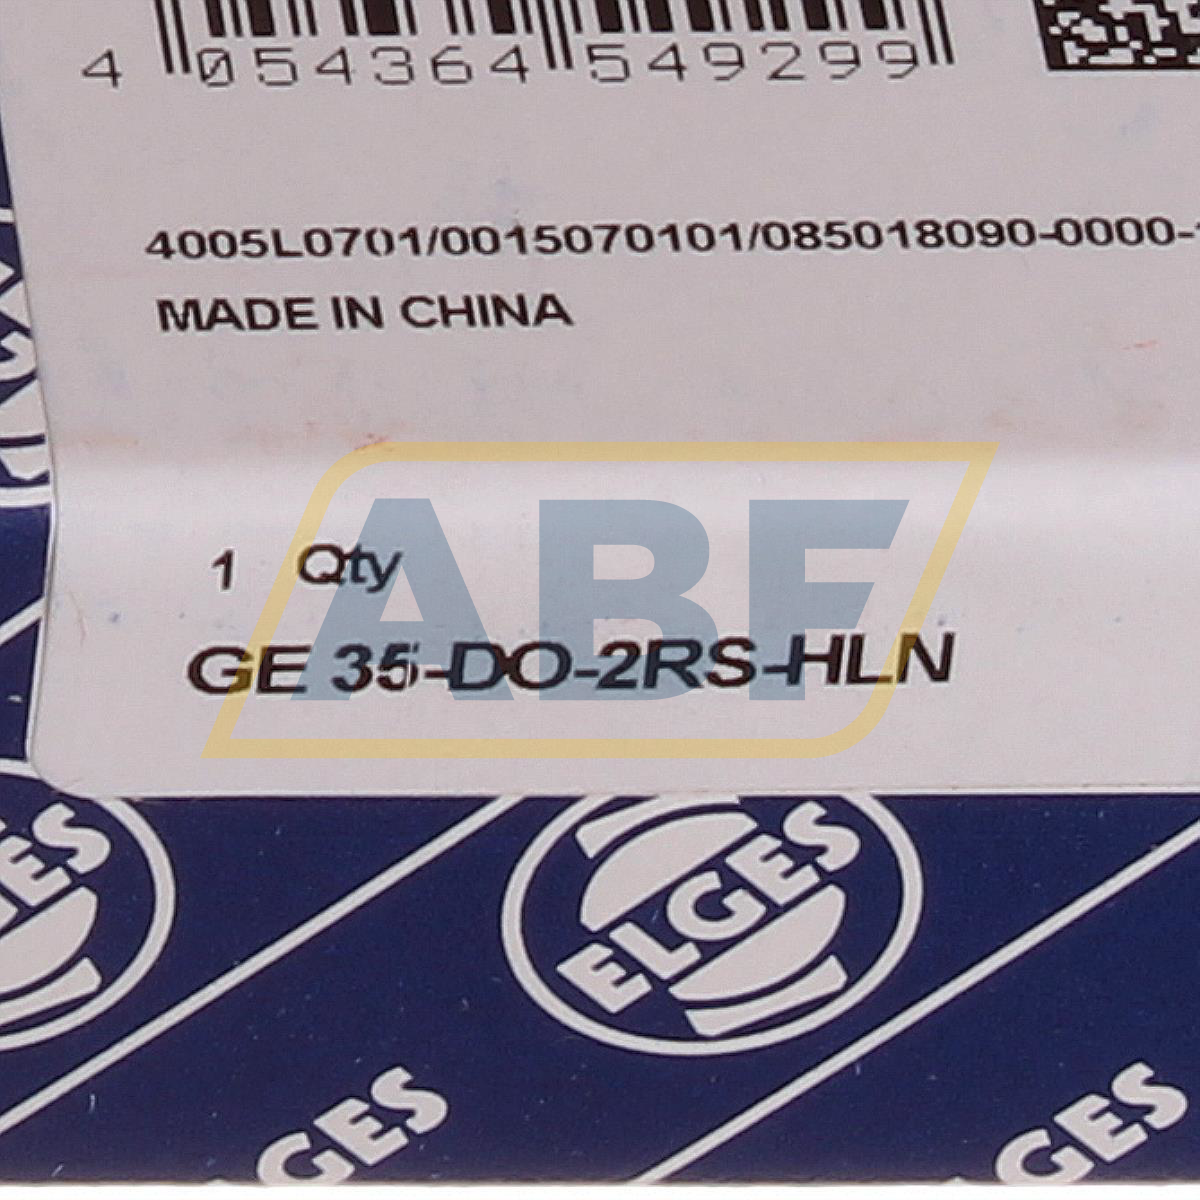 4 054364 549299
4005L0701/0015070101/085018090-0000-
MADE IN CHINA
1 Qty
GE 35-DO-2RS-HLN
ABF
GES
ELGES
GES
GES